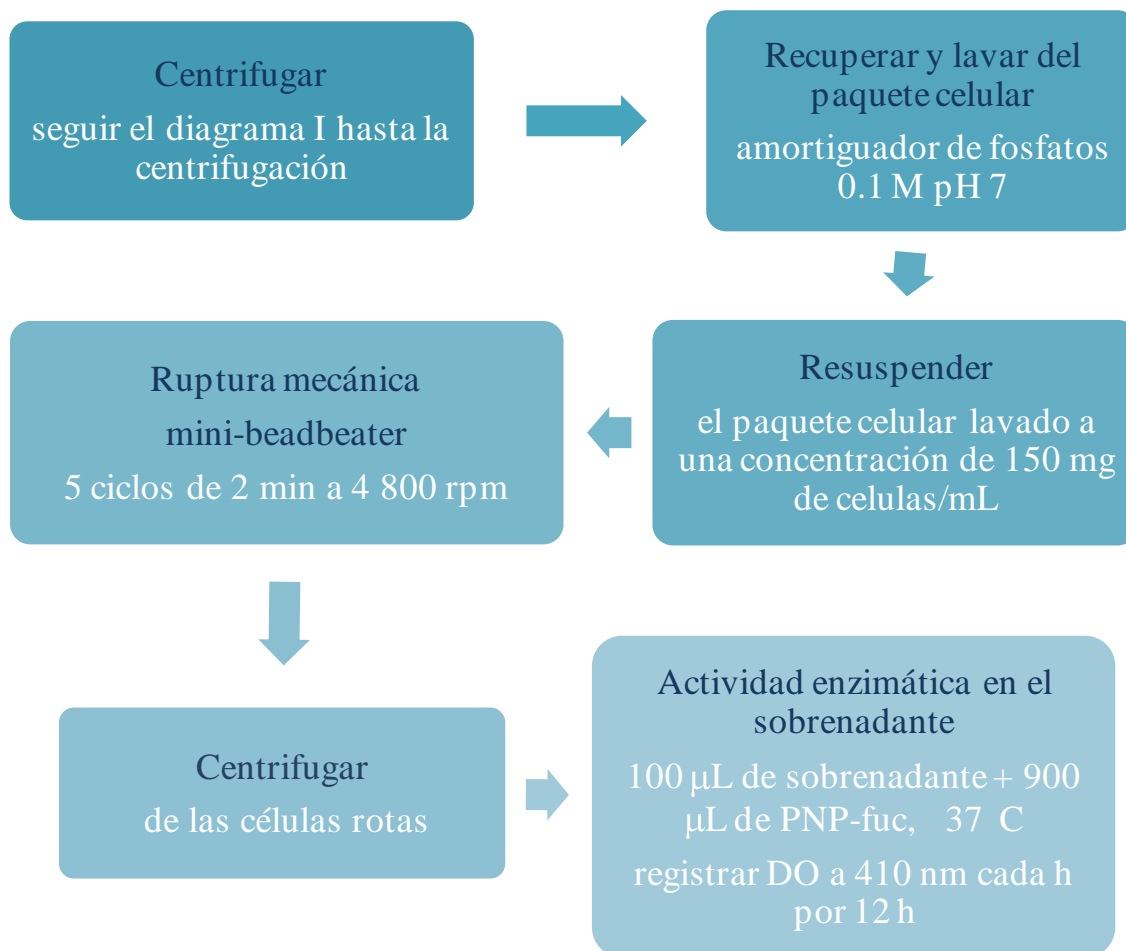 Centrifugar
seguir el diagrama I hasta la
centrifugación
Recuperar y lavar del
paquete celular
amortiguador de fosfatos
0.1 M pH 7
Resuspender
el paquete celular lavado a
una concentración de 150 mg
de celulas/mL
Ruptura mecánica
mini-beadbeater
5 ciclos de 2 min a 4 800 rpm
Centrifugar
de las células rotas
Actividad enzimática en el
sobrenadante
100 µL de sobrenadante + 900
µL de PNP-fuc, 37 C
registrar DO a 410 nm cada h
por 12 h